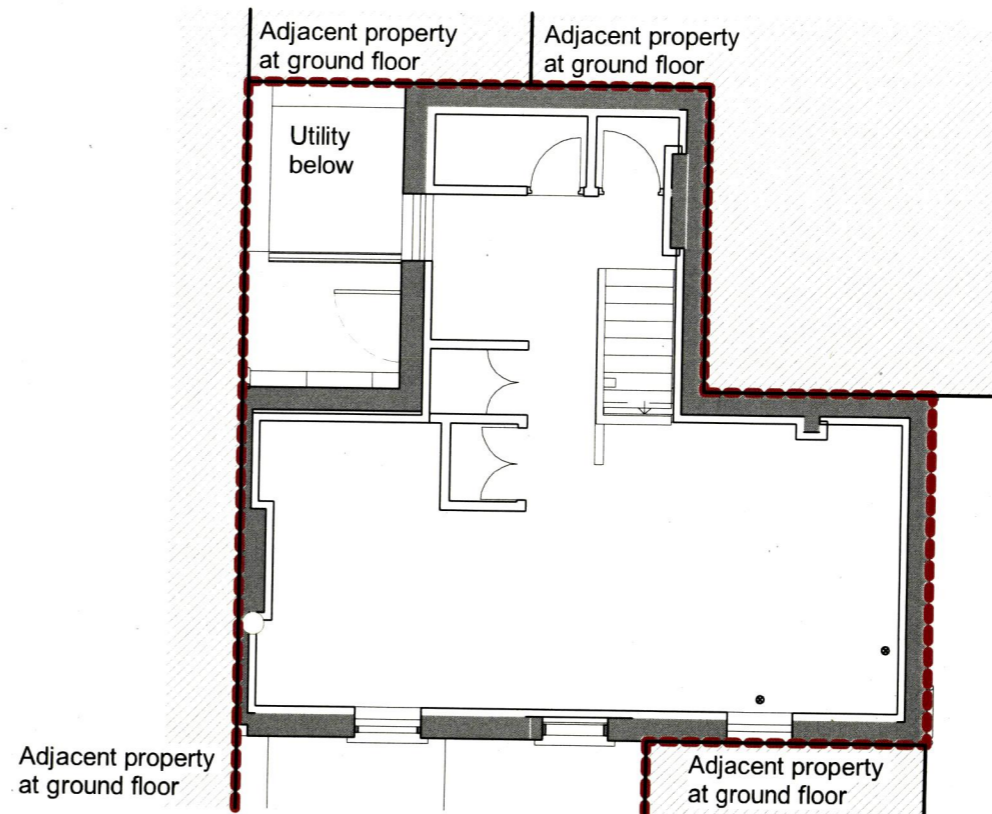 Adjacent property
at ground floor
Adjacent property
at ground floor
Utility
below
Adjacent property
at ground floor
Adjacent property
at ground floor